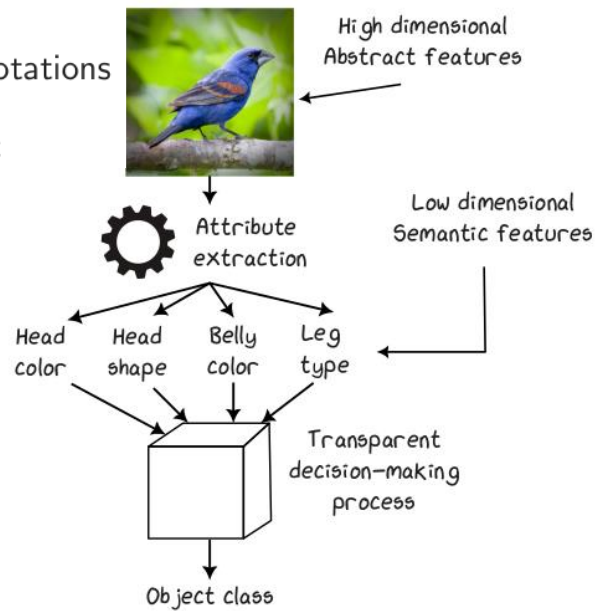 High dimensional
Abstract features
otations
Attribute
extraction
Low dimensional
Semantic features
Head
color
Head
shape
Belly
color
Leg
type
Transparent
decision-making
process
Object class